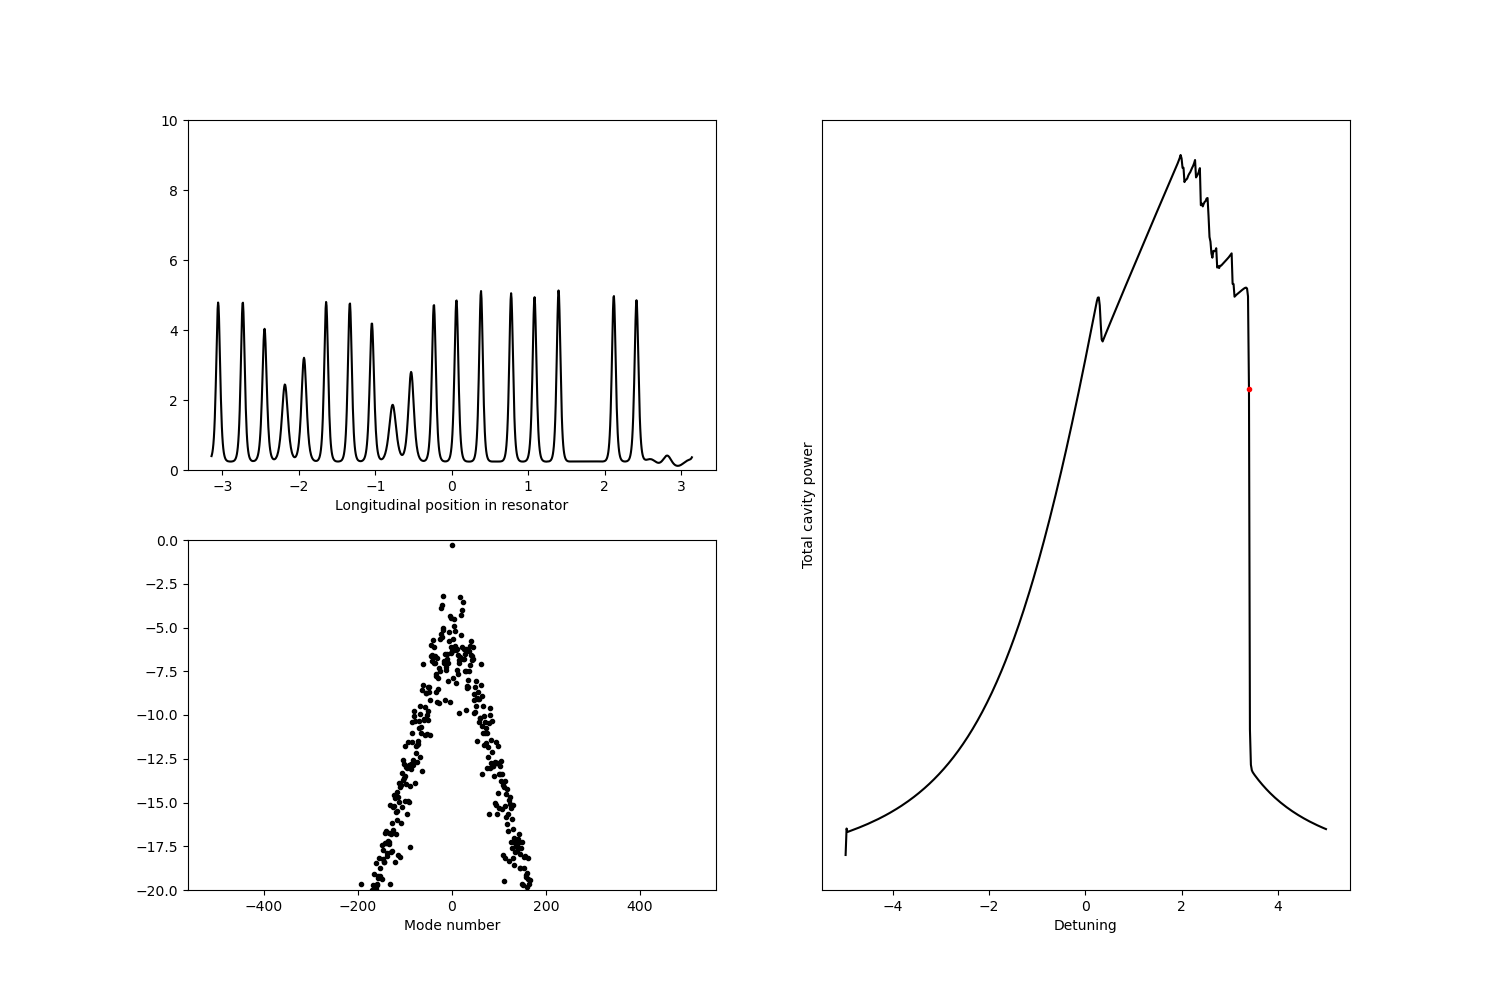 10
8
6
4
2
0
−3 −2 −1 0 1 2 3
Longitudinal position in resonator
0.0
−2.5
−5.0
−7.5
−10.0
−12.5
−15.0
−17.5
−20.0
−400 −200 0 200 400
Mode number
Total cavity power
−4 −2 0 2 4
Detuning